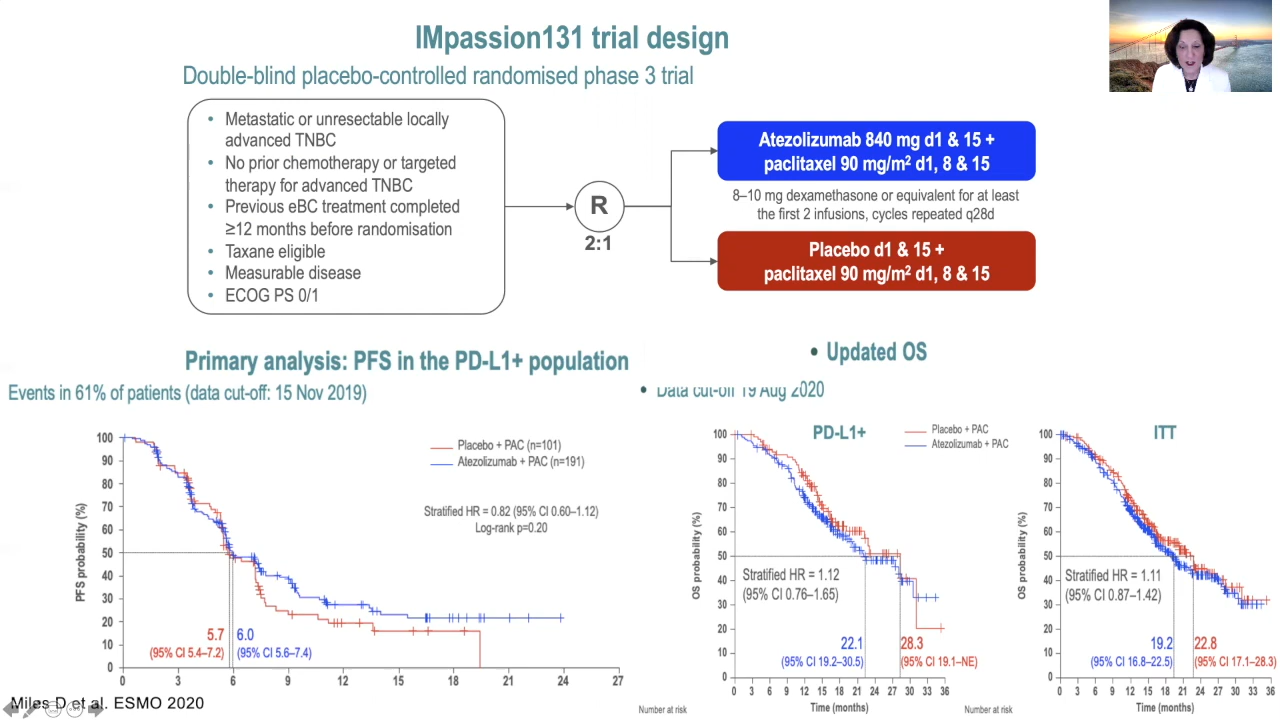 IMpassion131 trial design
Double-blind placebo-controlled randomised phase 3 trial
• Metastatic or unresectable locally
advanced TNBC
• No prior chemotherapy or targeted
therapy for advanced TNBC
• Previous eBC treatment completed
≥12 months before randomisation
• Taxane eligible
• Measurable disease
• ECOG PS 0/1
R
2:1
Atezolizumab 840 mg d1 & 15 +
paclitaxel 90 mg/m² d1, 8 & 15
8–10 mg dexamethasone or equivalent for at least
the first 2 infusions, cycles repeated q28d
Placebo d1 & 15 +
paclitaxel 90 mg/m² d1, 8 & 15
Primary analysis: PFS in the PD-L1+ population
Events in 61% of patients (data cut-off: 15 Nov 2019)
100
90
80
70
60
50
40
30
20
10
0
PFS probability (%)
Placebo + PAC (n=101)
Atezolizumab + PAC (n=191)
Stratified HR = 0.82 (95% CI 0.60–1.12)
Log-rank p=0.20
5.7
(95% CI 5.4–7.2)
6.0
(95% CI 5.6–7.4)
0 3 6 9 12 15 18 21 24 27
• Updated OS
• Data cut-off 19 Aug 2020
PD-L1+
Placebo + PAC
Atezolizumab + PAC
100
90
80
70
60
50
40
30
20
10
0
OS probability (%)
Stratified HR = 1.12
(95% CI 0.76–1.65)
22.1
(95% CI 19.2–30.5)
28.3
(95% CI 19.1–NE)
0 3 6 9 12 15 18 21 24 27 30 33 36
Time (months)
Number at risk
ITT
100
90
80
70
60
50
40
30
20
10
0
OS probability (%)
Stratified HR = 1.11
(95% CI 0.87–1.42)
19.2
(95% CI 16.8–22.5)
22.8
(95% CI 17.1–28.3)
0 3 6 9 12 15 18 21 24 27 30 33 36
Time (months)
Number at risk
Miles D et al. ESMO 2020